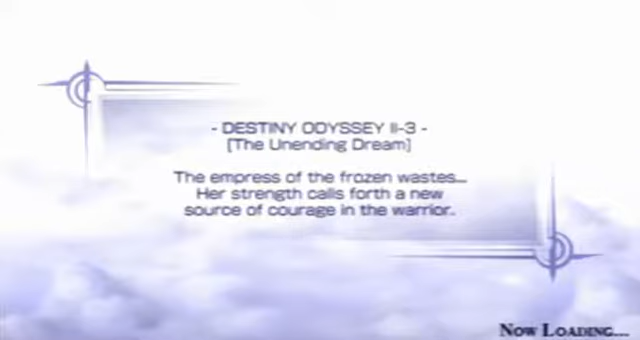 - DESTINY ODYSSEY II-3 -
[The Unending Dream]
The empress of the frozen wastes...
Her strength calls forth a new
source of courage in the warrior.
Now Loading...